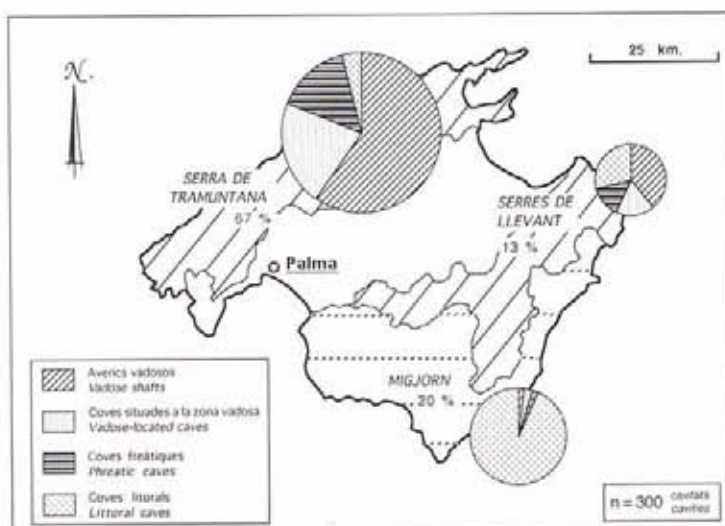 N.
25 km.
SERRA DE
TRAMUNTANA
67 %
SERRES DE
LLEVANT
13 %
Palma
MIGJORN
20 %
Avencs vadosos
Vadose shafts
Coves situades a la zona vadosa
Vadose-located caves
Coves freàtiques
Phreatic caves
Coves litorals
Littoral caves
n = 300 cavitats
cavities